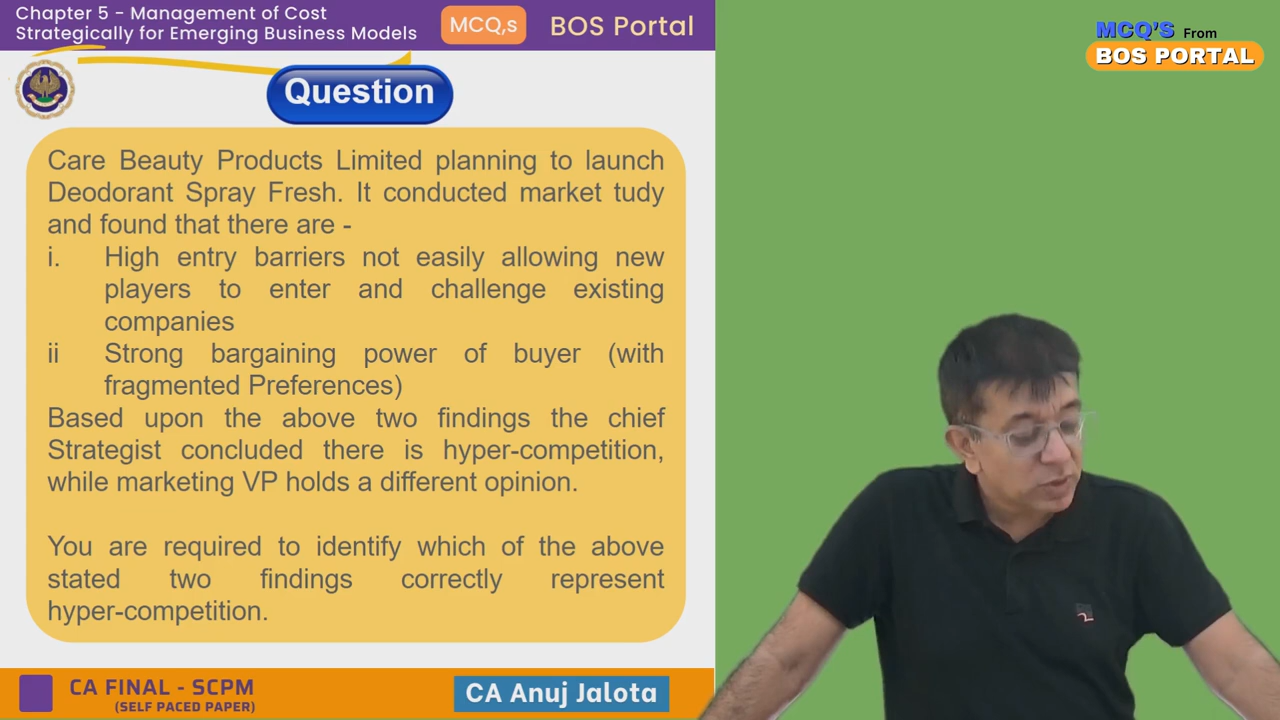 Chapter 5 - Management of Cost
Strategically for Emerging Business Models
MCQ,s
BOS Portal
MCQ'S From
BOS PORTAL
Question
Care Beauty Products Limited planning to launch
Deodorant Spray Fresh. It conducted market tudy
and found that there are -
i. High entry barriers not easily allowing new
players to enter and challenge existing
companies
ii Strong bargaining power of buyer (with
fragmented Preferences)
Based upon the above two findings the chief
Strategist concluded there is hyper-competition,
while marketing VP holds a different opinion.
You are required to identify which of the above
stated two findings correctly represent
hyper-competition.
CA FINAL - SCPM
(SELF PACED PAPER)
CA Anuj Jalota